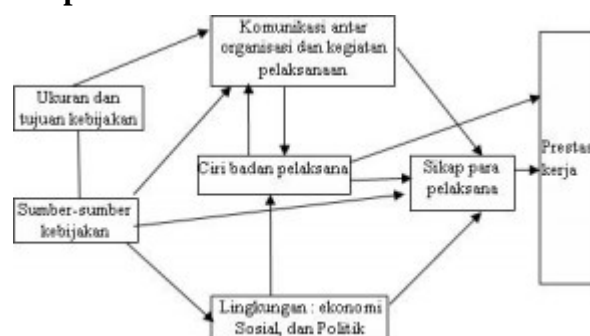 Komunikasi antar
organisasi dan kegiatan
pelaksanaan
Ukuran dan
tujuan kebijakan
Ciri badan pelaksana
Sikap para
pelaksana
Prestas
kerja
Sumber-sumber
kebijakan
Lingkungan : ekonomi
Sosial, dan Politik